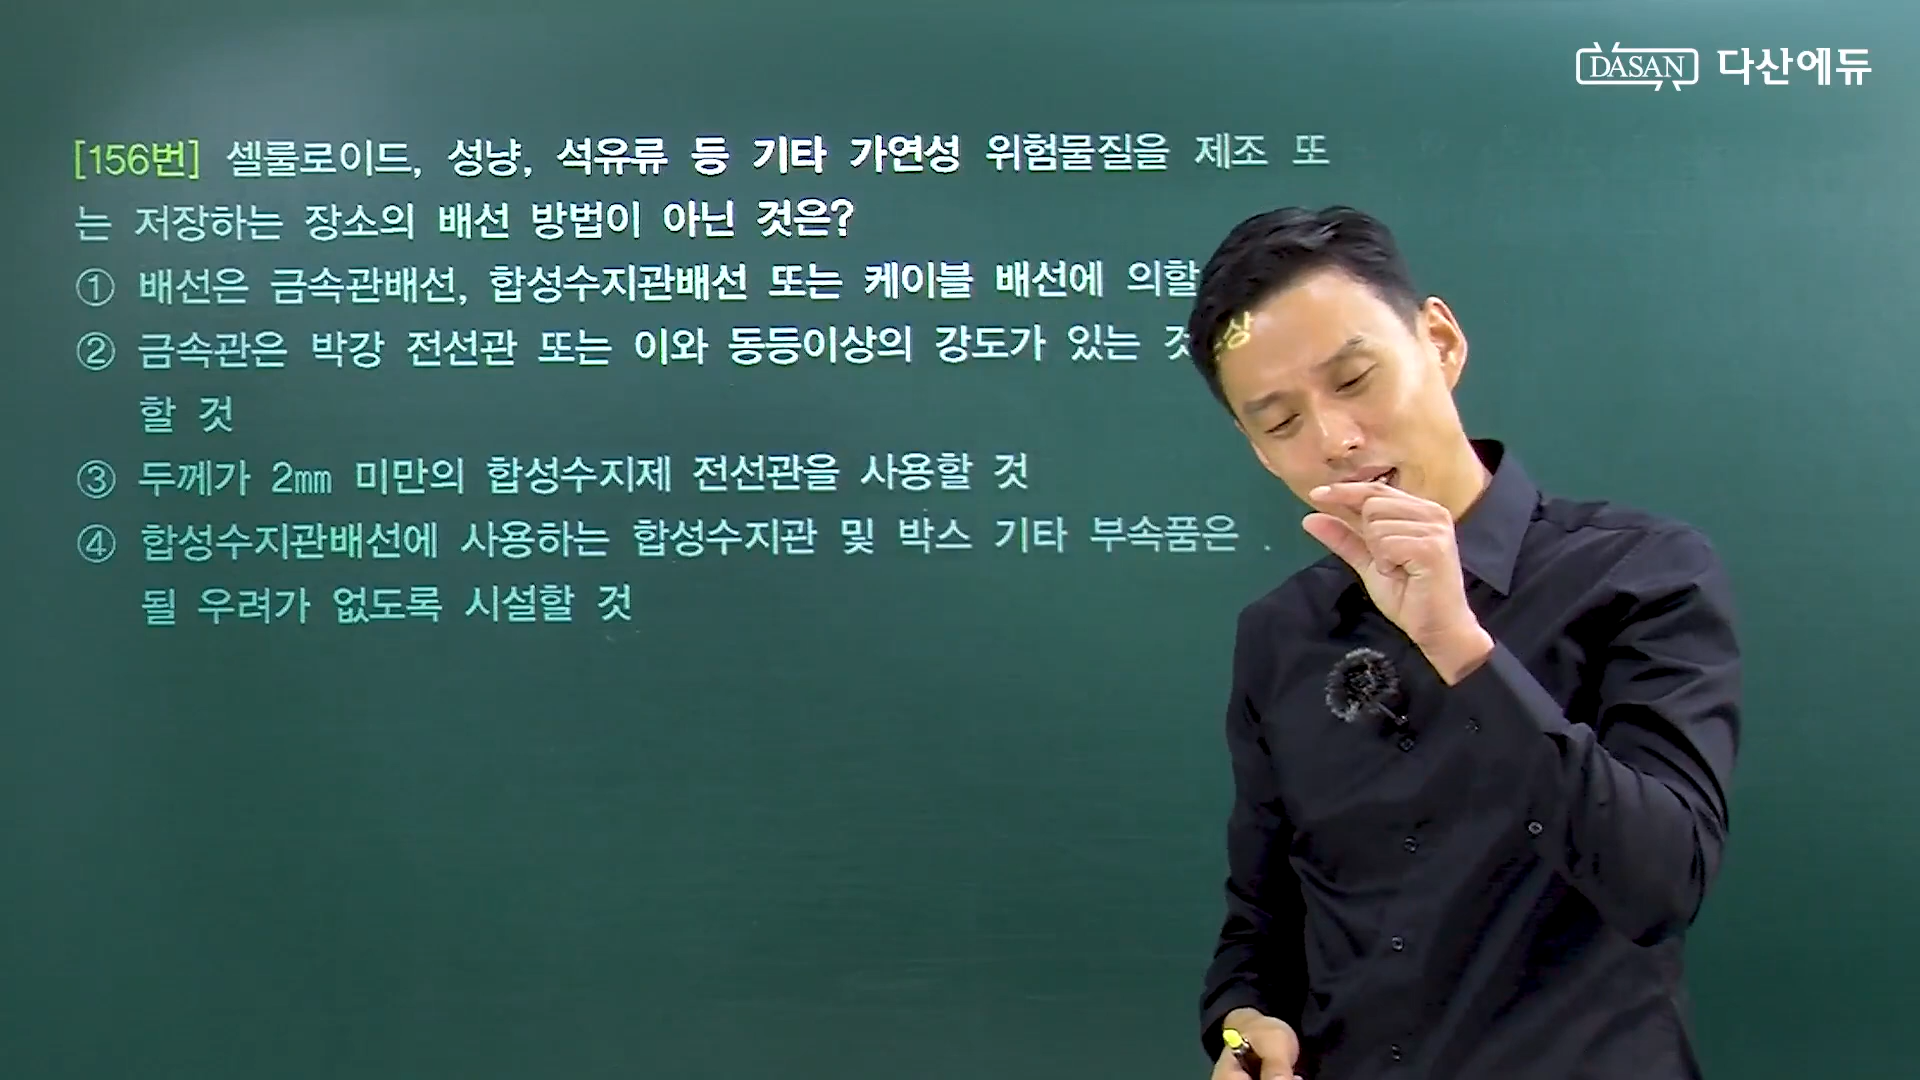 DASAN 다산에듀
[156번] 셀룰로이드, 성냥, 석유류 등 기타 가연성 위험물질을 제조 또
는 저장하는 장소의 배선 방법이 아닌 것은?
① 배선은 금속관배선, 합성수지관배선 또는 케이블 배선에 의할
② 금속관은 박강 전선관 또는 이와 동등이상의 강도가 있는 상
할 것
③ 두께가 2mm 미만의 합성수지제 전선관을 사용할 것
④ 합성수지관배선에 사용하는 합성수지관 및 박스 기타 부속품은
될 우려가 없도록 시설할 것